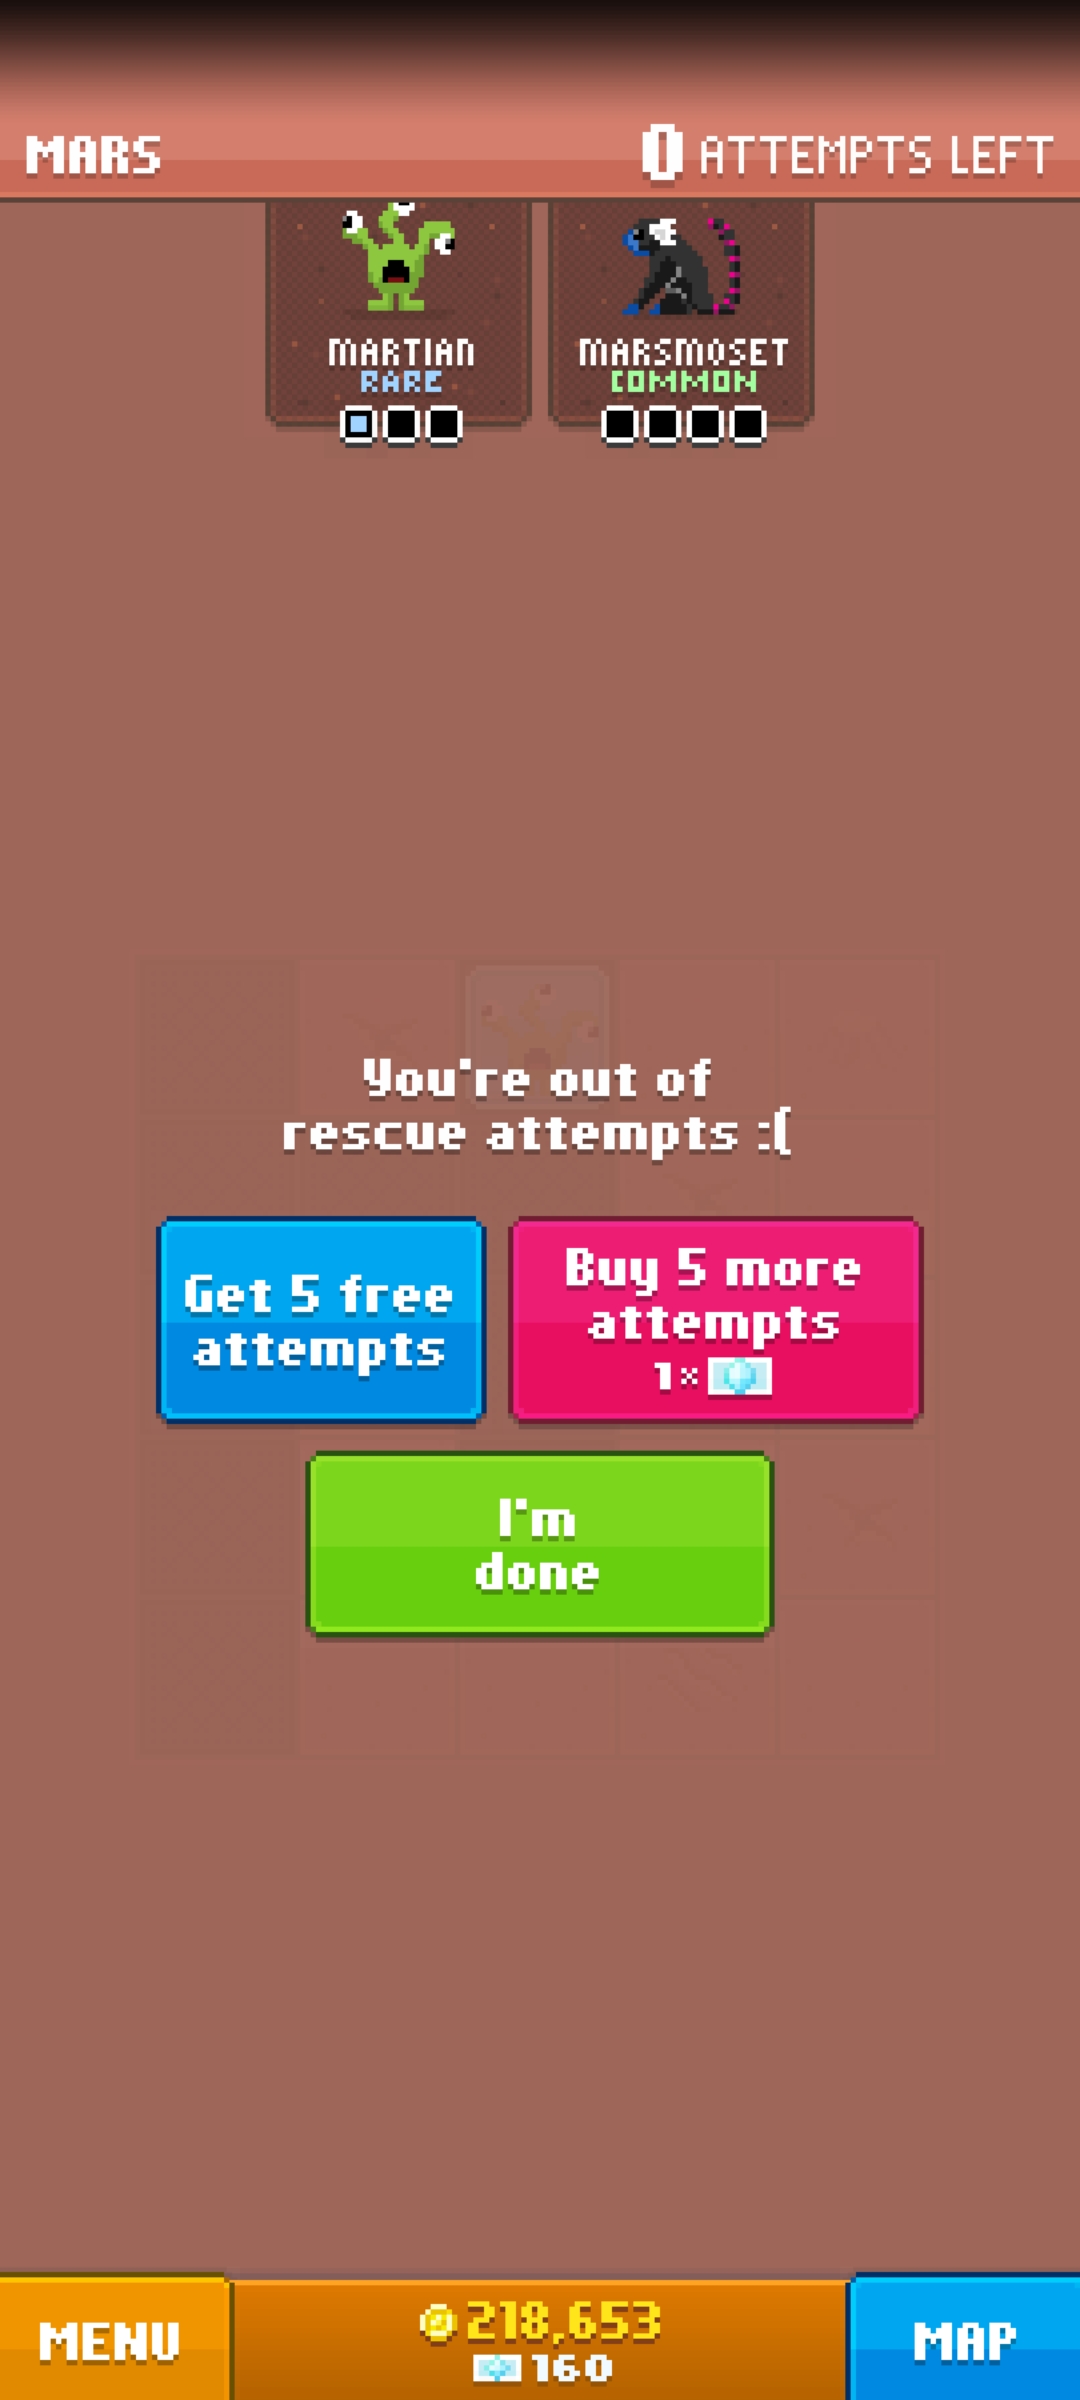 MARS
0 ATTEMPTS LEFT
MARTIAN
RARE
MARSMOSET
COMMON
You're out of
rescue attempts :(
Get 5 free
attempts
Buy 5 more
attempts
1×
I'm
done
MENU
218,653
160
MAP